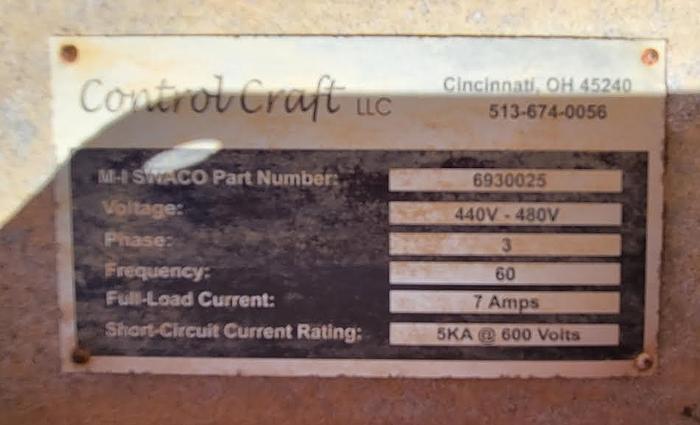 Control Craft LLC
Cincinnati, OH 45240
513-674-0056
M-I SWACO Part Number: 6930025
Voltage: 440V - 480V
Phase: 3
Frequency: 60
Full-Load Current: 7 Amps
Short-Circuit Current Rating: 5KA @ 600 Volts